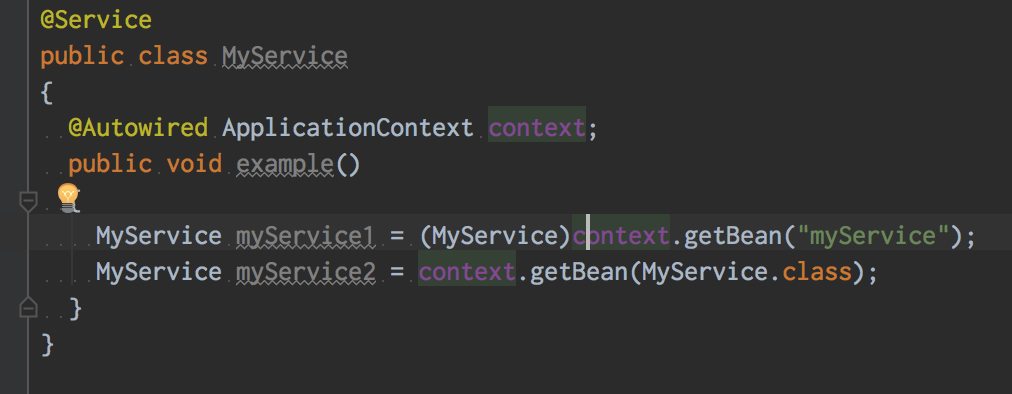 @Service
public class MyService
{
@Autowired ApplicationContext context;
public void example()
{
MyService myService1 = (MyService)context.getBean("myService");
MyService myService2 = context.getBean(MyService.class);
}
}